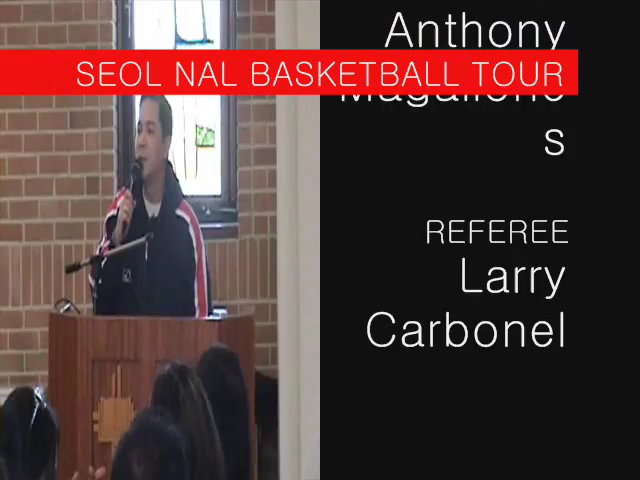 Anthony
SEOL NAL BASKETBALL TOUR
s
REFEREE
Larry
Carbonel